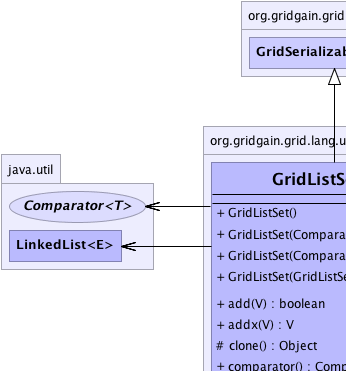 org.gridgain.grid
GridSerializab
org.gridgain.grid.lang.u
GridListSe
java.util
Comparator<T>
LinkedList<E>
+ GridListSet()
+ GridListSet(Compara
+ GridListSet(Compara
+ GridListSet(GridListSe
+ add(V) : boolean
+ addx(V) : V
# clone() : Object
+ comparator() : Comp